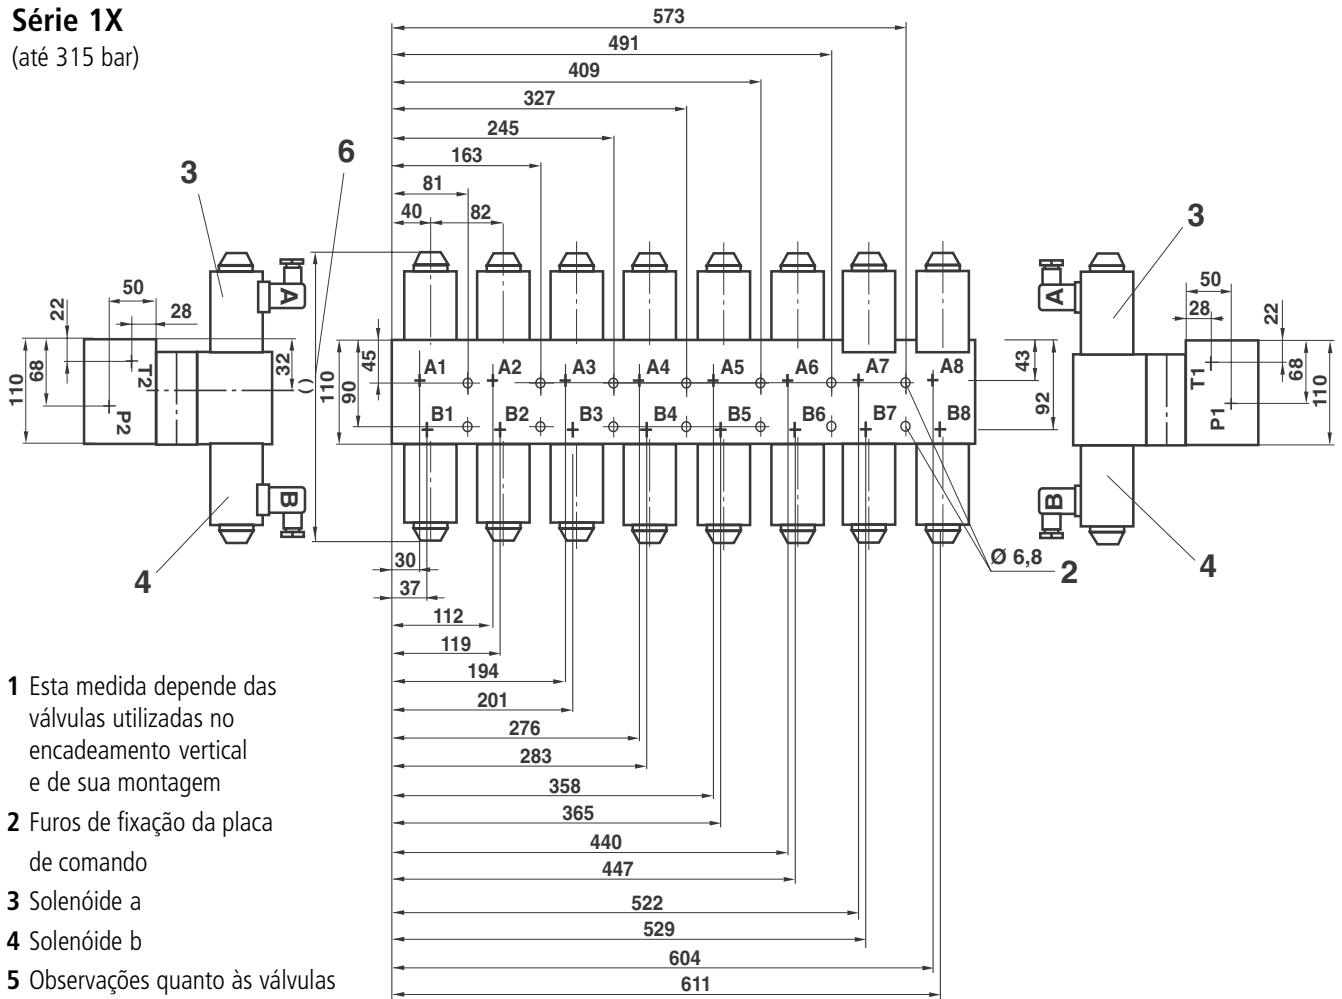 Série 1X
(até 315 bar)
573
491
409
327
245
163
81
40
82
6
3
3
50
28
22
68
110
32
T2
P2
A
B
( )
110
90
45
A1
A2
A3
A4
A5
A6
A7
A8
B1
B2
B3
B4
B5
B6
B7
B8
43
92
A
B
50
28
22
68
110
T1
P1
4
4
Ø 6,8
2
30
37
112
119
194
201
276
283
358
365
440
447
522
529
604
611
1 Esta medida depende das
válvulas utilizadas no
encadeamento vertical
e de sua montagem
2 Furos de fixação da placa
de comando
3 Solenóide a
4 Solenóide b
5 Observações quanto às válvulas